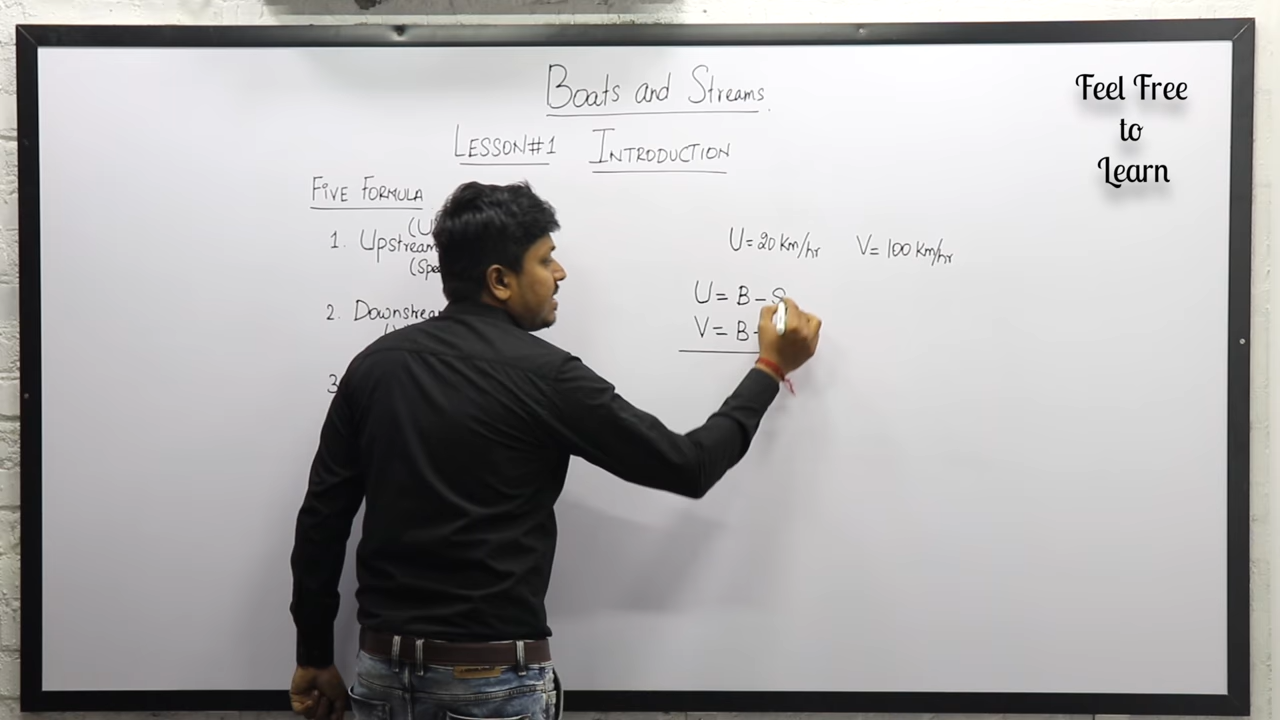 Boats and Streams.
LESSON#1 INTRODUCTION
FIVE FORMULA
1. Upstream
2.
3
U=20 Km/hr V=100 Km/hr
U= B-S
V= B
Feel Free
to
Learn